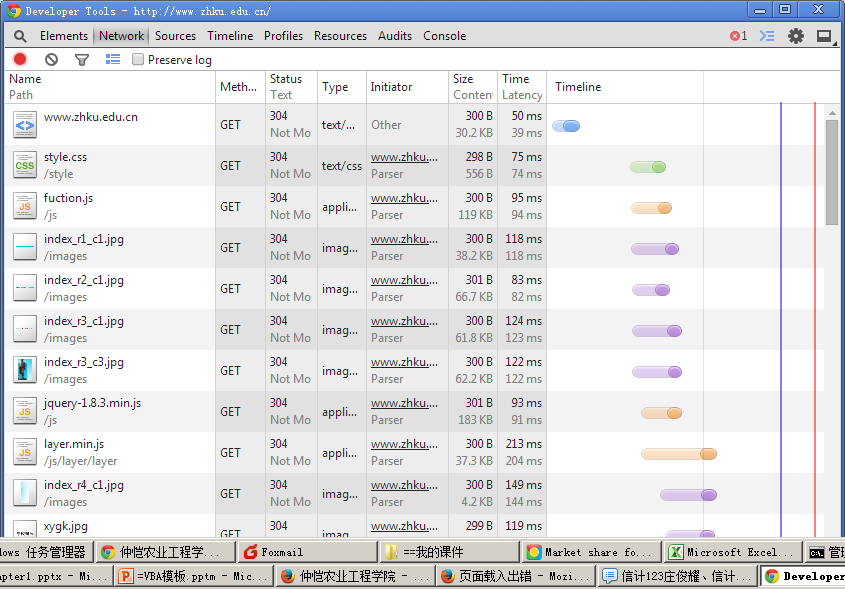 Developer Tools - http://www.zhku.edu.cn/
Elements Network Sources Timeline Profiles Resources Audits Console 1
Preserve log
Name Path Meth... Status Text Type Initiator Size Conten Time Latency Timeline
www.zhku.edu.cn GET 304 Not Mo text/... Other 300 B 30.2 KB 50 ms 39 ms
style.css /style GET 304 Not Mo text/css www.zhku.... Parser 298 B 556 B 75 ms 74 ms
fuction.js /js GET 304 Not Mo appli... www.zhku.... Parser 300 B 119 KB 95 ms 94 ms
index_r1_c1.jpg /images GET 304 Not Mo imag... www.zhku.... Parser 300 B 38.2 KB 118 ms 118 ms
index_r2_c1.jpg /images GET 304 Not Mo imag... www.zhku.... Parser 301 B 66.7 KB 83 ms 82 ms
index_r3_c1.jpg /images GET 304 Not Mo imag... www.zhku.... Parser 300 B 61.8 KB 124 ms 123 ms
index_r3_c3.jpg /images GET 304 Not Mo imag... www.zhku.... Parser 300 B 62.2 KB 122 ms 122 ms
jquery-1.8.3.min.js /js GET 304 Not Mo appli... www.zhku.... Parser 301 B 183 KB 93 ms 91 ms
layer.min.js /js/layer/layer GET 304 Not Mo appli... www.zhku.... Parser 300 B 37.3 KB 213 ms 204 ms
index_r4_c1.jpg /images GET 304 Not Mo imag... www.zhku.... Parser 300 B 4.2 KB 149 ms 144 ms
xygk.jpg GET 304 imag www.zhku.... 299 B 119 ms
lows 任务管理器 仲恺农业工程学... Foxmail ==我的课件 Market share fo... Microsoft Excel... 管理
apter1.pptx - Mi... =VBA模板.pptm - Mic... 仲恺农业工程学院 - ... 页面载入出错 - Mozi... 信计123庄俊耀、信计... Developer